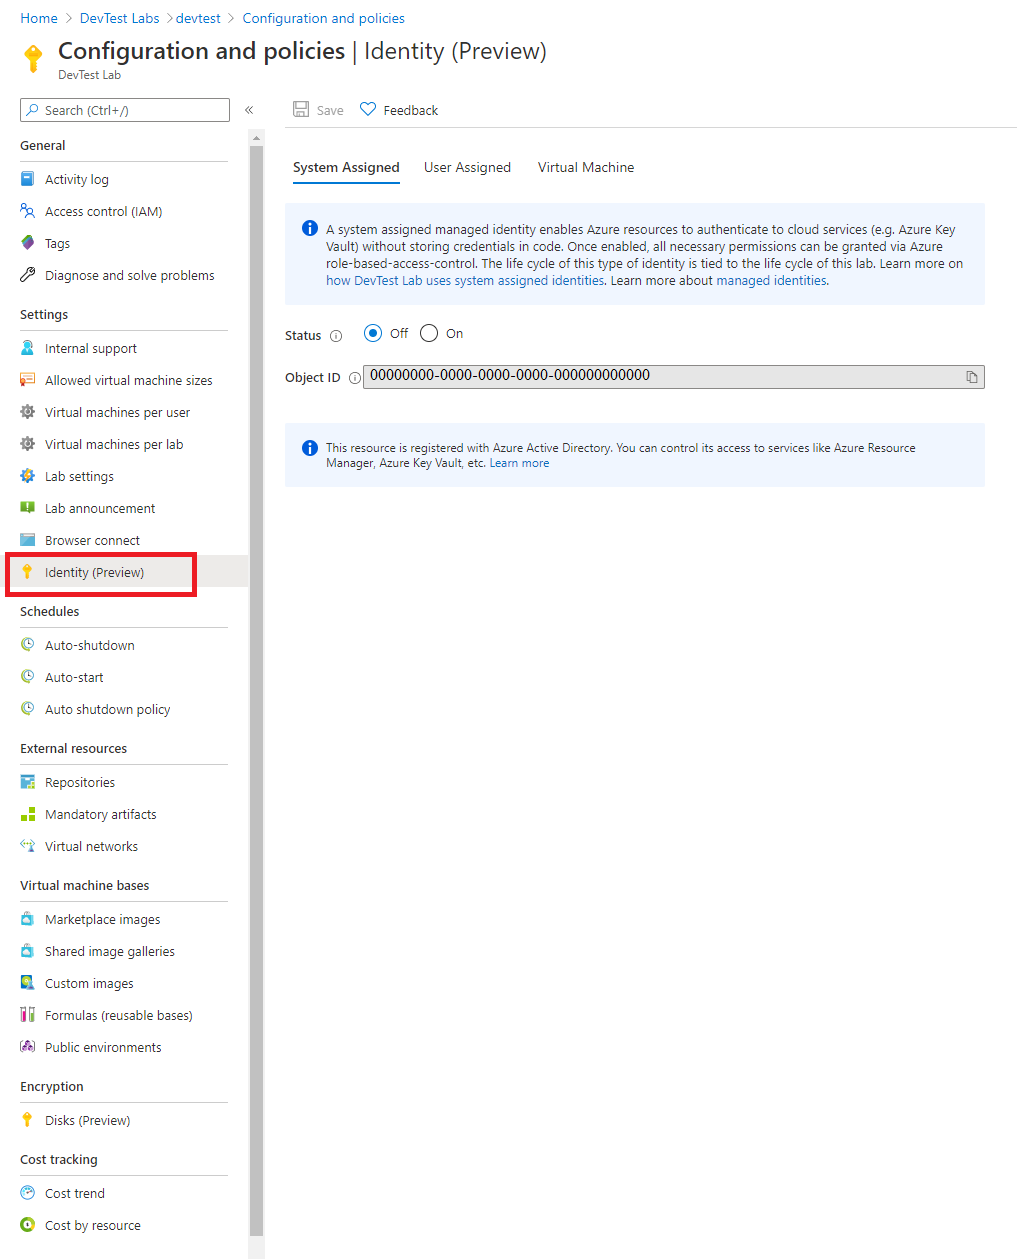 Home > DevTest Labs > devtest > Configuration and policies
Configuration and policies | Identity (Preview)
DevTest Lab
Search (Ctrl+/)
«
Save
Feedback
General
Activity log
Access control (IAM)
Tags
Diagnose and solve problems
Settings
Internal support
Allowed virtual machine sizes
Virtual machines per user
Virtual machines per lab
Lab settings
Lab announcement
Browser connect
Identity (Preview)
Schedules
Auto-shutdown
Auto-start
Auto shutdown policy
External resources
Repositories
Mandatory artifacts
Virtual networks
Virtual machine bases
Marketplace images
Shared image galleries
Custom images
Formulas (reusable bases)
Public environments
Encryption
Disks (Preview)
Cost tracking
Cost trend
Cost by resource
System Assigned User Assigned Virtual Machine
A system assigned managed identity enables Azure resources to authenticate to cloud services (e.g. Azure Key
Vault) without storing credentials in code. Once enabled, all necessary permissions can be granted via Azure
role-based-access-control. The life cycle of this type of identity is tied to the life cycle of this lab. Learn more on
how DevTest Lab uses system assigned identities. Learn more about managed identities.
Status Off On
Object ID 00000000-0000-0000-0000-000000000000
This resource is registered with Azure Active Directory. You can control its access to services like Azure Resource
Manager, Azure Key Vault, etc. Learn more